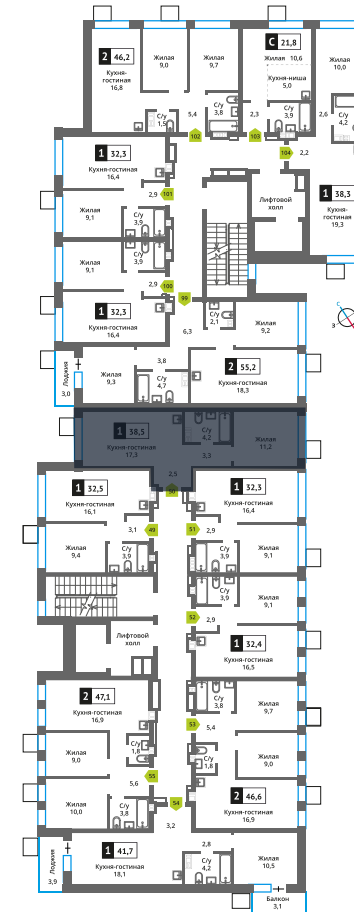 2 46,2
Кухня-
гостиная
16,8
Жилая
9,0
Жилая
9,7
С 21,8
Жилая 10,6
Кухня-ниша
5,0
Жилая
10,0
С/у
1,5
5,4
С/у
3,8
2,3
С/у
3,9
2,6
С/у
4,2
102
103
104
2,2
1 32,3
Кухня-гостиная
16,4
2,9
101
Жилая
9,1
С/у
3,9
Лифтовой
холл
1 38,3
Кухня-
гостиная
19,3
Жилая
9,1
С/у
3,9
2,9
100
1 32,3
Кухня-гостиная
16,4
99
6,3
С/у
2,1
Жилая
9,2
С
З
Лоджия
3,0
Жилая
9,3
3,8
С/у
4,7
2 55,2
Кухня-гостиная
18,3
1 38,5
Кухня-гостиная
17,3
С/у
4,2
3,3
Жилая
11,2
2,5
50
1 32,5
Кухня-гостиная
16,1
1 32,3
Кухня-гостиная
16,4
3,1
49
51
2,9
Жилая
9,4
С/у
3,9
С/у
3,9
Жилая
9,1
С/у
3,9
Жилая
9,1
52
2,9
Лифтовой
холл
1 32,4
Кухня-гостиная
16,5
2 47,1
Кухня-гостиная
16,9
С/у
3,8
Жилая
9,7
53
5,4
Жилая
9,0
С/у
1,8
С/у
1,8
Жилая
9,0
55
5,6
Жилая
10,0
С/у
3,8
54
2 46,6
Кухня-гостиная
16,9
3,2
1 41,7
Кухня-гостиная
18,1
Лоджия
3,9
2,8
С/у
4,2
Жилая
10,5
Балкон
3,1